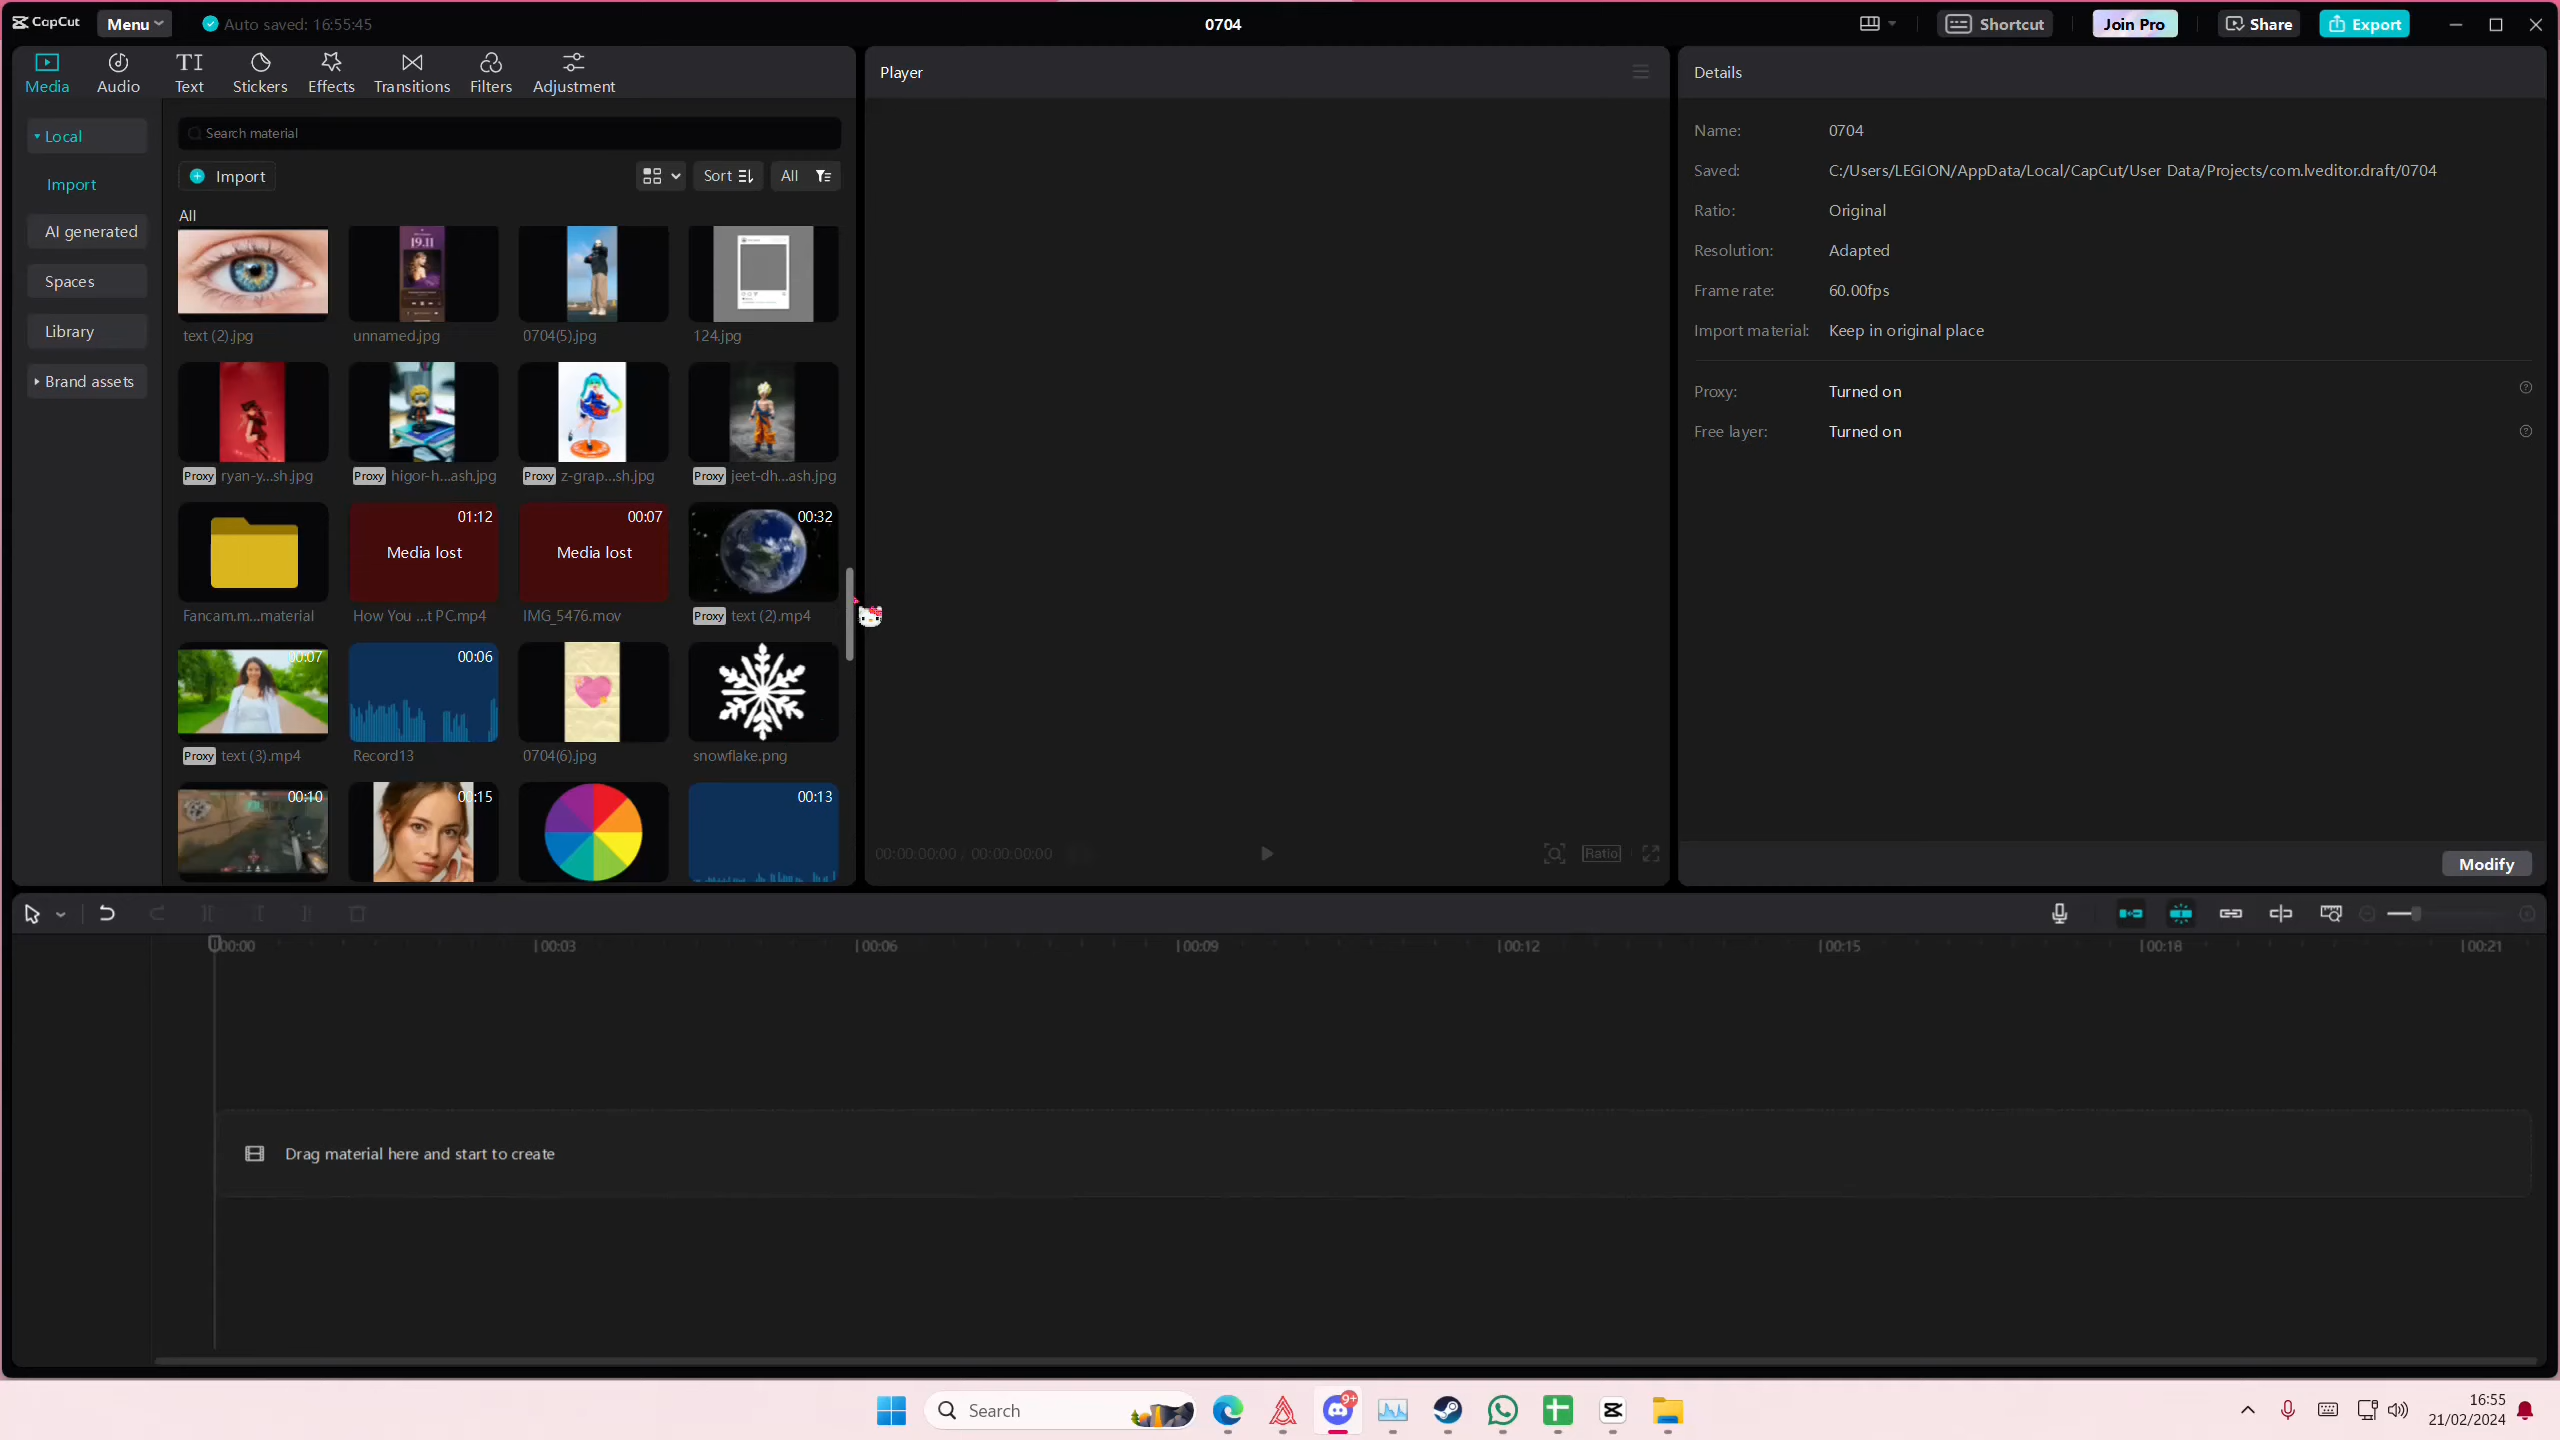 CapCut
Menu
Auto saved: 16:55:45
0704
Shortcut
Join Pro
Share
Export
Media
Audio
Text
Stickers
Effects
Transitions
Filters
Adjustment
Player
Details
Local
Import
AI generated
Spaces
Library
Brand assets
Search material
Import
Sort
All
All
19.11
text (2).jpg
unnamed.jpg
0704(5).jpg
124.jpg
Proxy ryan-y...sh.jpg
Proxy higor-h...ash.jpg
Proxy z-grap...sh.jpg
Proxy jeet-dh...ash.jpg
01:12
00:07
00:32
Media lost
Media lost
Fancam.m...material
How You ...t PC.mp4
IMG_5476.mov
Proxy text (2).mp4
00:07
00:06
Proxy text (3).mp4
Record13
0704(6).jpg
snowflake.png
00:10
00:15
00:13
00:00:00:00 / 00:00:00:00
Ratio
Name: 0704
Saved: C:/Users/LEGION/AppData/Local/CapCut/User Data/Projects/com.lveditor.draft/0704
Ratio: Original
Resolution: Adapted
Frame rate: 60.00fps
Import material: Keep in original place
Proxy: Turned on
Free layer: Turned on
Modify
00:00
00:03
00:06
00:09
00:12
00:15
00:18
00:21
Drag material here and start to create
Search
9+
16:55
21/02/2024